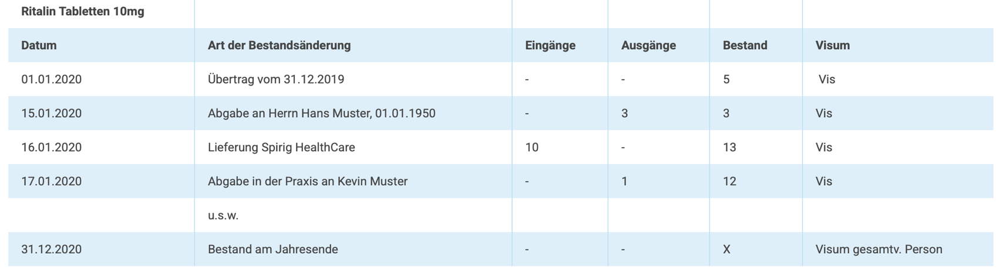 Ritalin Tabletten 10mg
Datum Art der Bestandsänderung Eingänge Ausgänge Bestand Visum
01.01.2020 Übertrag vom 31.12.2019 - - 5 Vis
15.01.2020 Abgabe an Herrn Hans Muster, 01.01.1950 - 3 3 Vis
16.01.2020 Lieferung Spirig HealthCare 10 - 13 Vis
17.01.2020 Abgabe in der Praxis an Kevin Muster - 1 12 Vis
u.s.w.
31.12.2020 Bestand am Jahresende - - X Visum gesamtv. Person